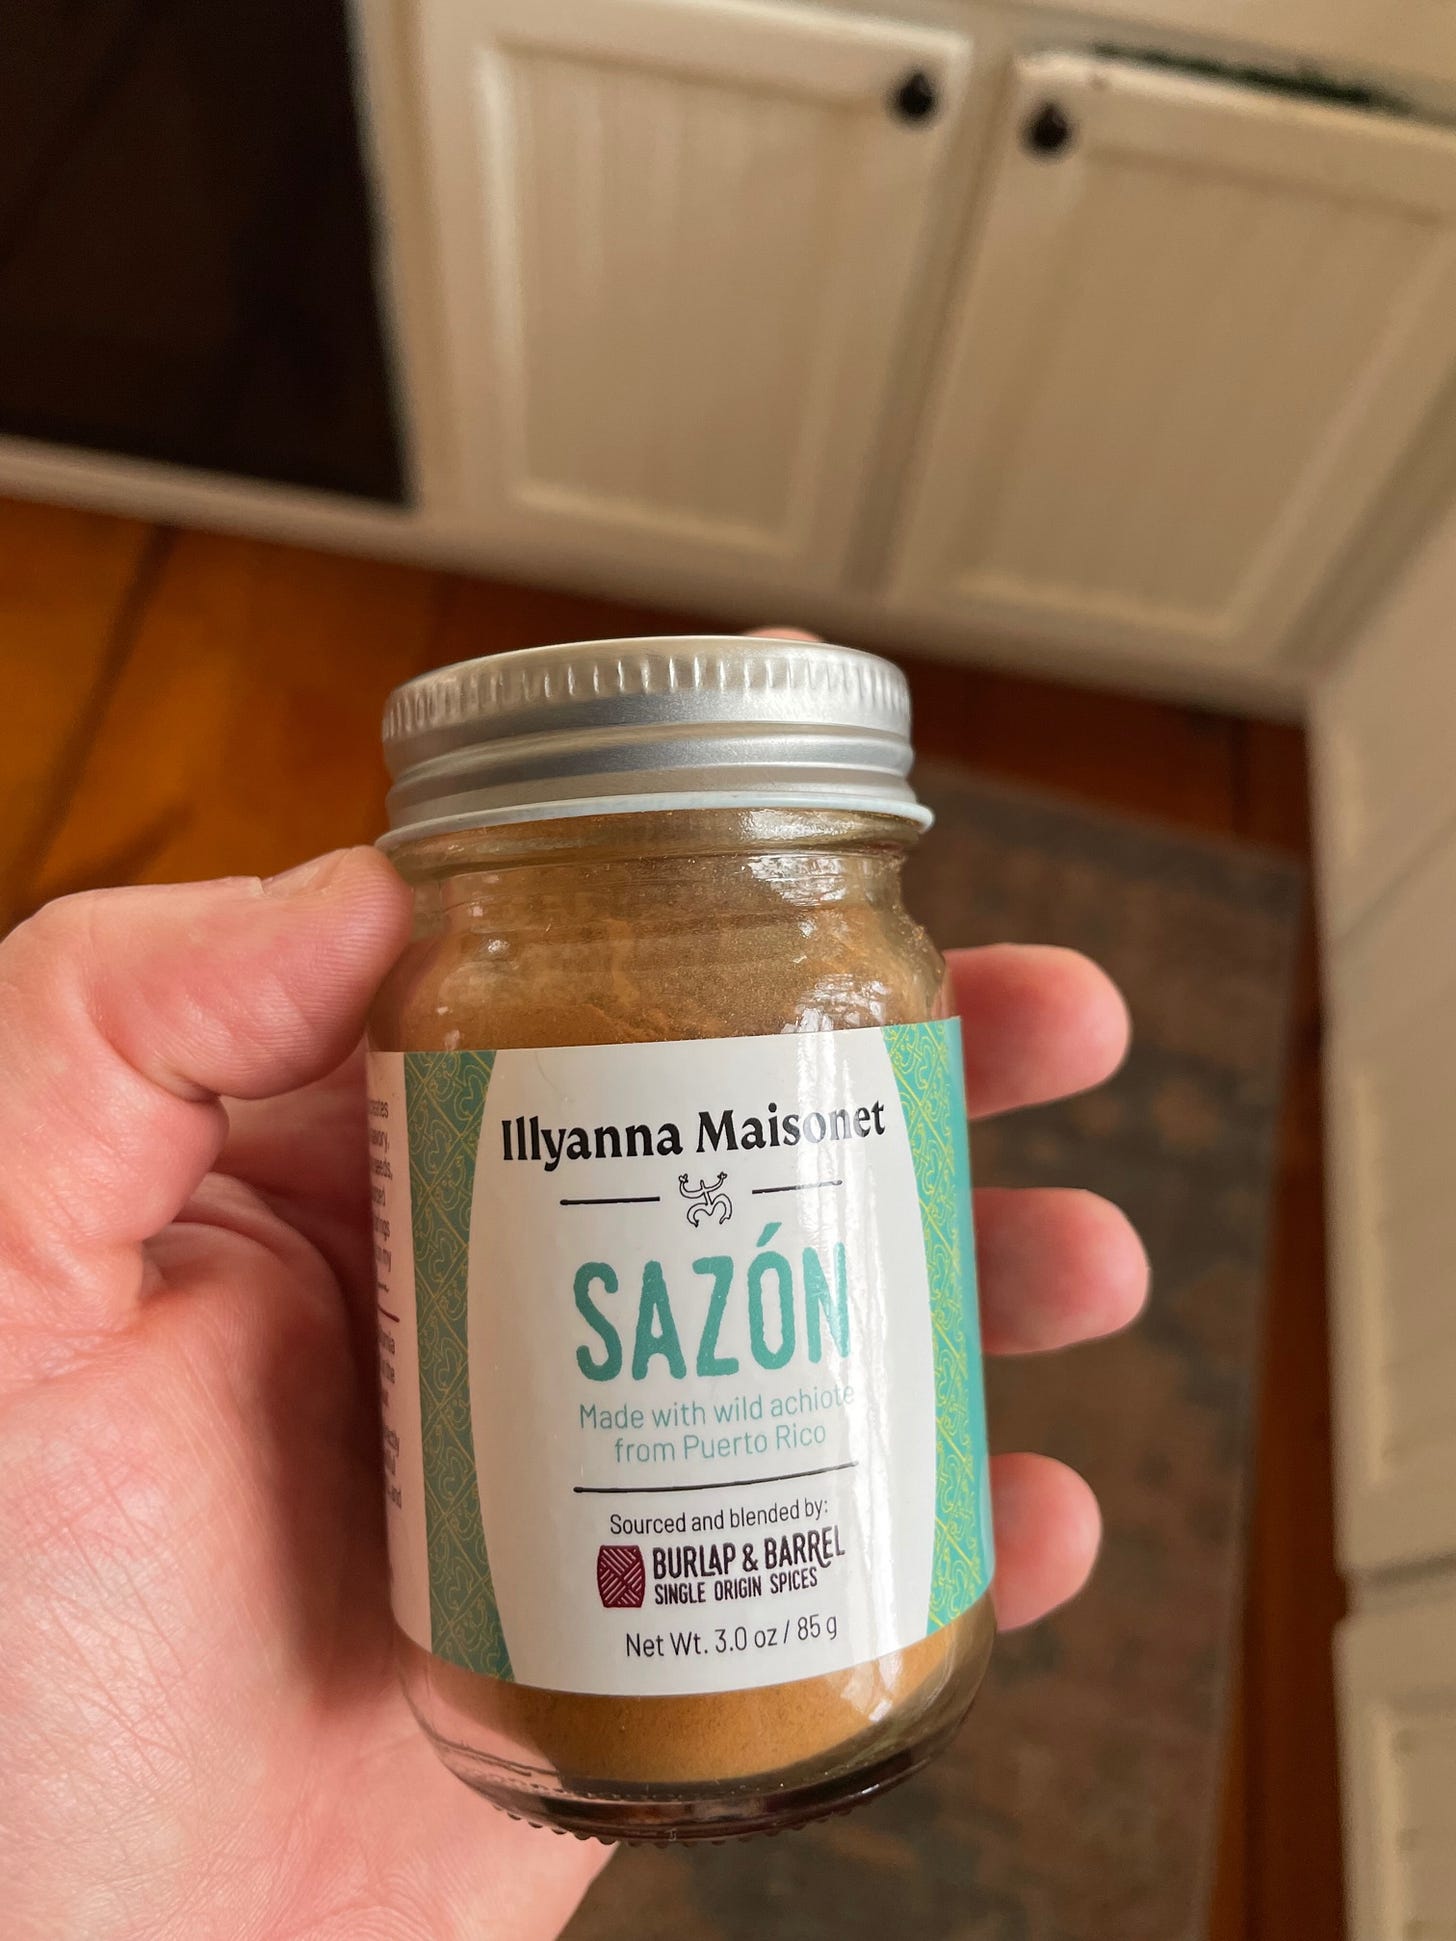 Illyanna Maisonet
SAZÓN
Made with wild achiote
from Puerto Rico
Sourced and blended by:
BURLAP & BARREL
SINGLE ORIGIN SPICES
Net Wt. 3.0 oz / 85 g